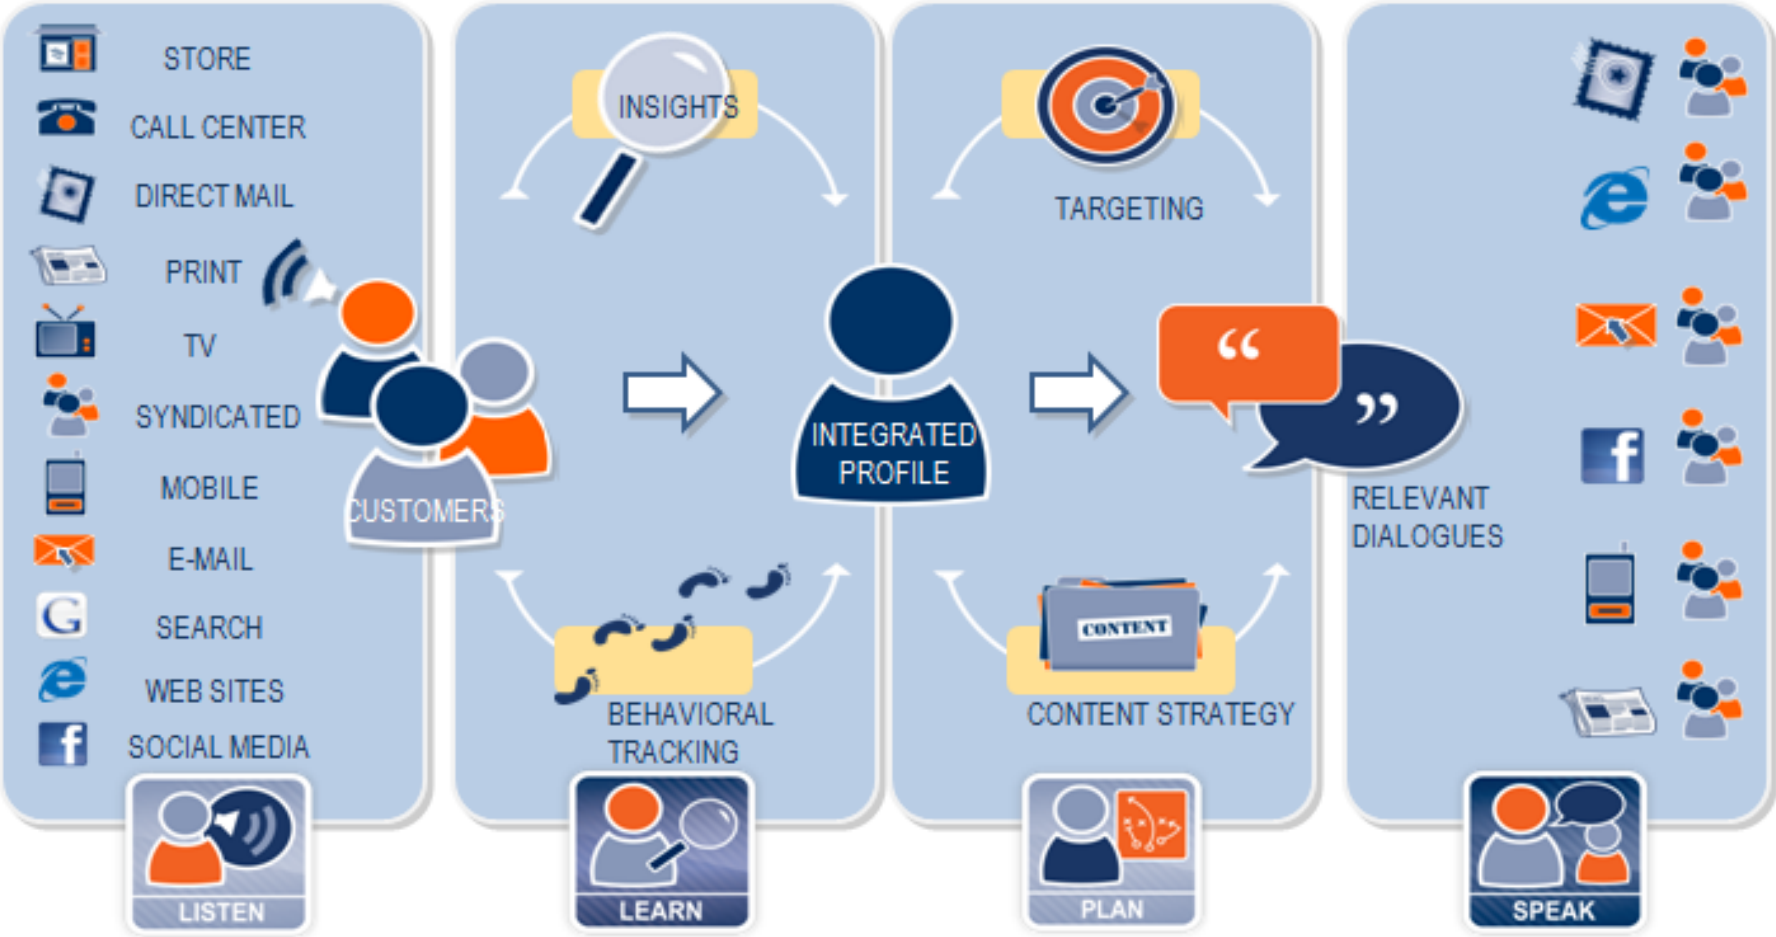 STORE
CALL CENTER
DIRECT MAIL
PRINT
TV
SYNDICATED
MOBILE
E-MAIL
G
SEARCH
WEB SITES
f
SOCIAL MEDIA
CUSTOMERS
LISTEN
INSIGHTS
INTEGRATED
PROFILE
BEHAVIORAL
TRACKING
LEARN
TARGETING
“
”
RELEVANT
DIALOGUES
CONTENT
CONTENT STRATEGY
PLAN
f
SPEAK